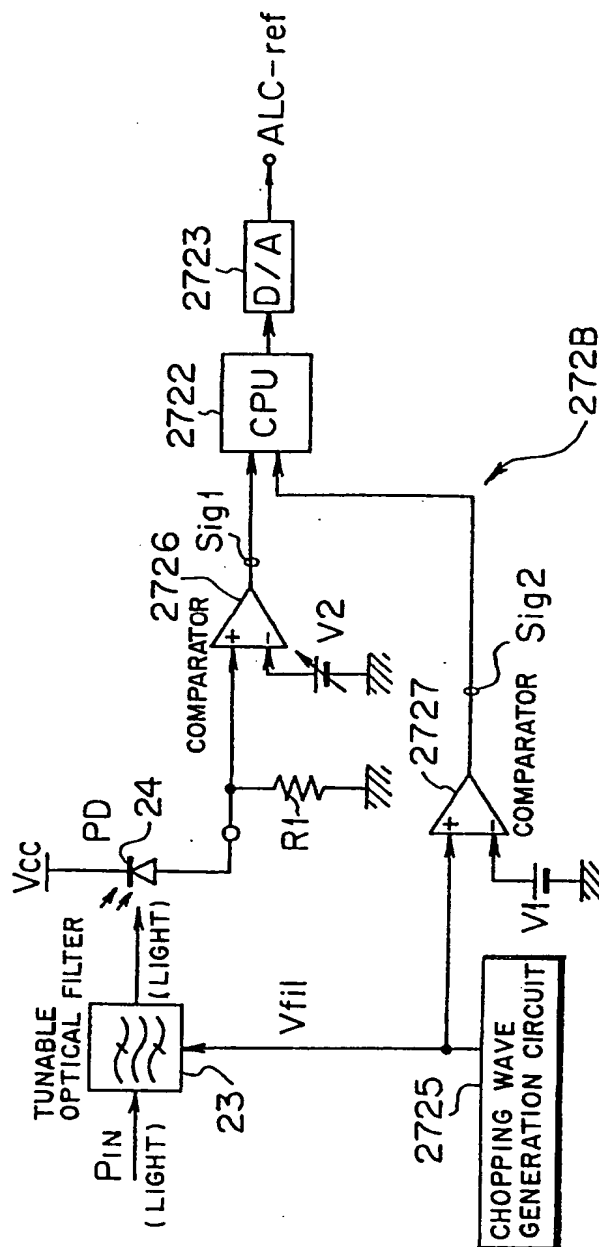 TUNABLE
OPTICAL FILTER
PIN
(LIGHT)
23
(LIGHT)
Vcc
PD
24
R1
COMPARATOR
2726
+
-
V2
Sig1
2722
CPU
2723
D/A
ALC-ref
Vfil
2725
CHOPPING WAVE
GENERATION CIRCUIT
V1
+
-
2727
COMPARATOR
Sig2
272B